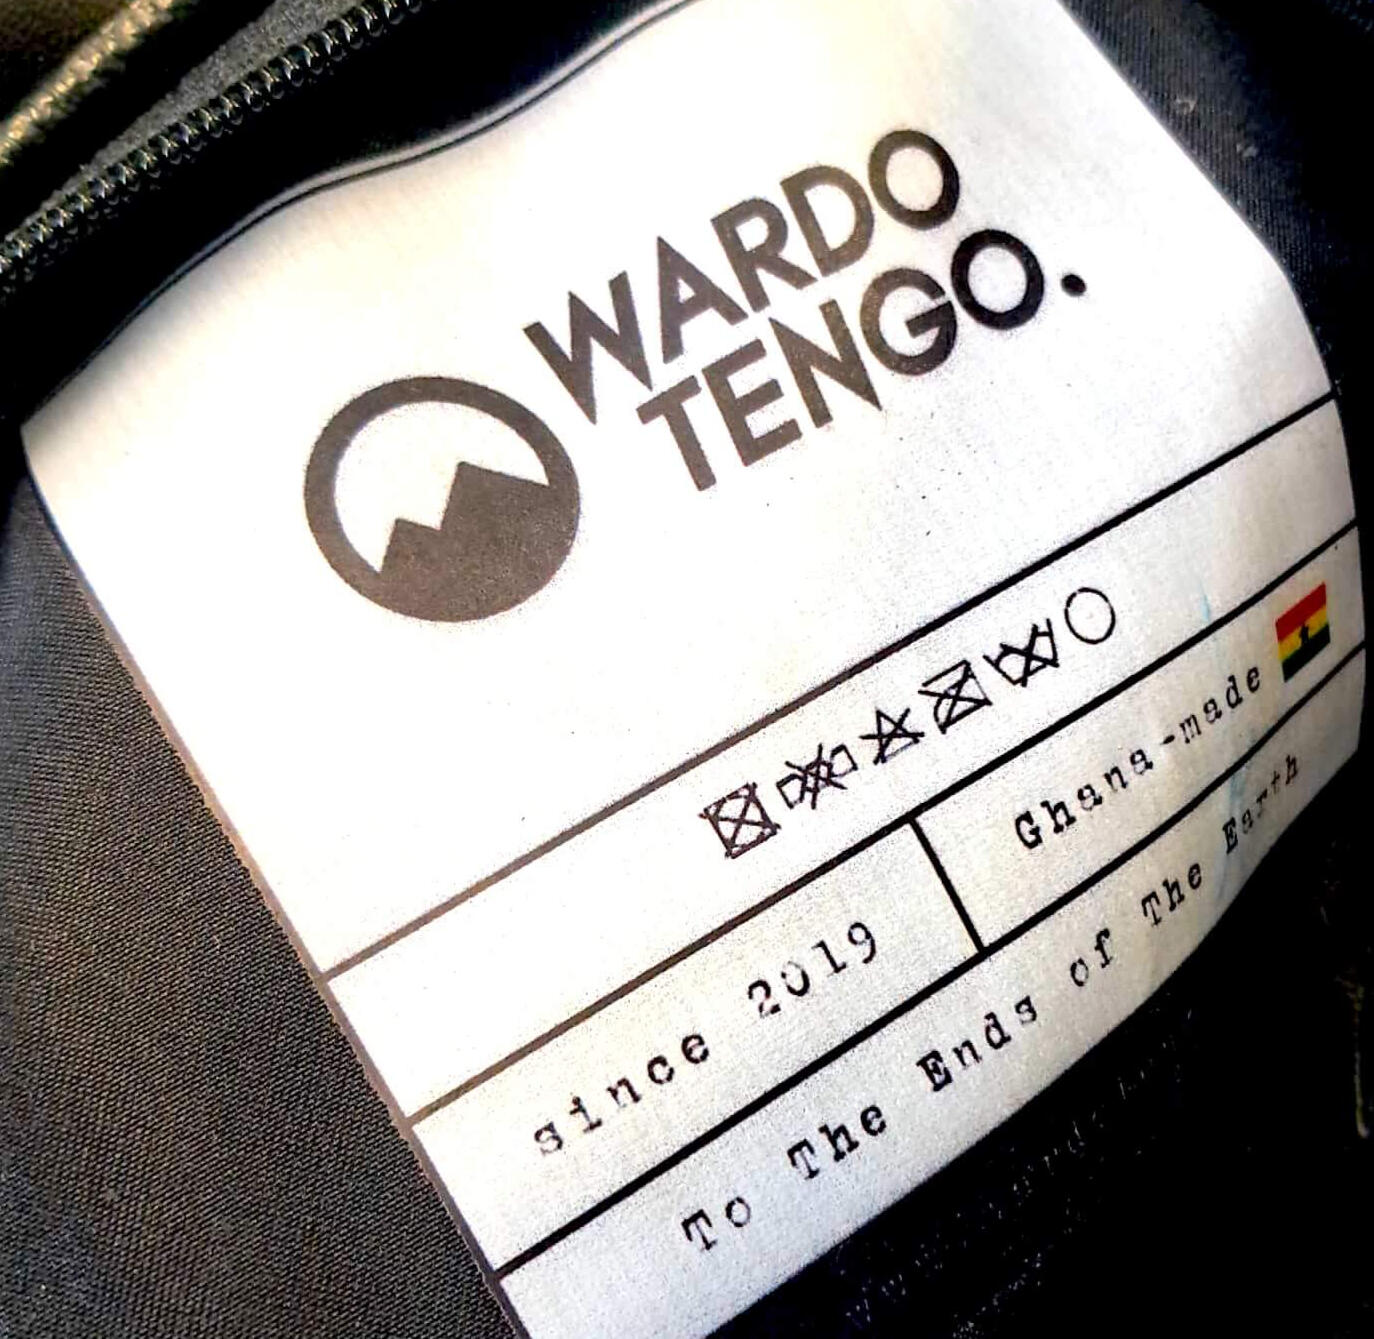 WARDO
TENGO.
since 2019
Ghana-made
To The Ends of The Earth